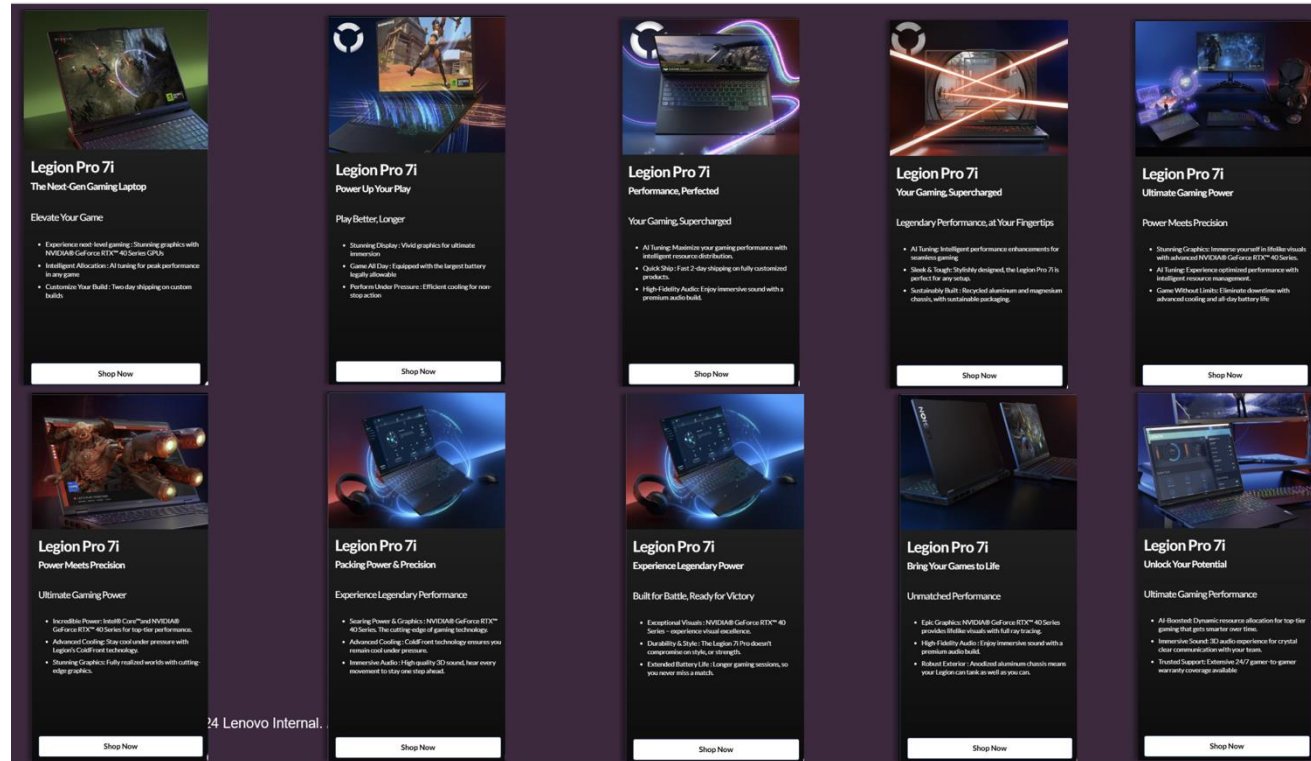 Legion Pro 7i
The Next-Gen Gaming Laptop
Elevate Your Game
• Experience next-level gaming : Stunning graphics with
NVIDIA® GeForce RTX™ 40 Series GPUs
• Intelligent Allocation : AI tuning for peak performance
in any game
• Customize Your Build : Two day shipping on custom
builds
Shop Now
Legion Pro 7i
Power Up Your Play
Play Better, Longer
• Stunning Display : Vivid graphics for ultimate
immersion
• Game All Day : Equipped with the largest battery
legally allowable
• Perform Under Pressure : Efficient cooling for non-
stop action
Shop Now
Legion Pro 7i
Performance, Perfected
Your Gaming, Supercharged
• AI Tuning: Maximize your gaming performance with
intelligent resource distribution.
• Quick Ship : Fast 2-day shipping on fully customized
products.
• High-Fidelity Audio: Enjoy immersive sound with a
premium audio build.
Shop Now
Legion Pro 7i
Your Gaming, Supercharged
Legendary Performance, at Your Fingertips
• AI Tuning: Intelligent performance enhancements for
seamless gaming
• Sleek & Tough: Stylishly designed, the Legion Pro 7i is
perfect for any setup.
• Sustainably Built : Recycled aluminum and magnesium
chassis, with sustainable packaging.
Shop Now
Legion Pro 7i
Ultimate Gaming Power
Power Meets Precision
• Stunning Graphics: Immerse yourself in lifelike visuals
with advanced NVIDIA® GeForce RTX™ 40 Series.
• AI Tuning: Experience optimized performance with
intelligent resource management.
• Game Without Limits: Eliminate downtime with
advanced cooling and all-day battery life
Shop Now
Legion Pro 7i
Power Meets Precision
Ultimate Gaming Power
• Incredible Power: Intel® Core™and NVIDIA®
GeForce RTX™ 40 Series for top-tier performance.
• Advanced Cooling: Stay cool under pressure with
Legion's ColdFront technology.
• Stunning Graphics: Fully realized worlds with cutting-
edge graphics.
Shop Now
Legion Pro 7i
Packing Power & Precision
Experience Legendary Performance
• Searing Power & Graphics : NVIDIA® GeForce RTX™
40 Series. The cutting-edge of gaming technology.
• Advanced Cooling : ColdFront technology ensures you
remain cool under pressure.
• Immersive Audio : High quality 3D sound, hear every
movement to stay one step ahead.
Shop Now
Legion Pro 7i
Experience Legendary Power
Built for Battle, Ready for Victory
• Exceptional Visuals : NVIDIA® GeForce RTX™ 40
Series – experience visual excellence.
• Durability & Style : The Legion 7i Pro doesn't
compromise on style, or strength.
• Extended Battery Life : Longer gaming sessions, so
you never miss a match.
Shop Now
Legion Pro 7i
Bring Your Games to Life
Unmatched Performance
• Epic Graphics: NVIDIA® GeForce RTX™ 40 Series
provides lifelike visuals with full ray tracing.
• High-Fidelity Audio : Enjoy immersive sound with a
premium audio build.
• Robust Exterior : Anodized aluminum chassis means
your Legion can tank as well as you can.
Shop Now
Legion Pro 7i
Unlock Your Potential
Ultimate Gaming Performance
• AI-Boosted: Dynamic resource allocation for top-tier
gaming that gets smarter over time.
• Immersive Sound: 3D audio experience for crystal
clear communication with your team.
• Trusted Support: Extensive 24/7 gamer-to-gamer
warranty coverage available
Shop Now
24 Lenovo Internal.